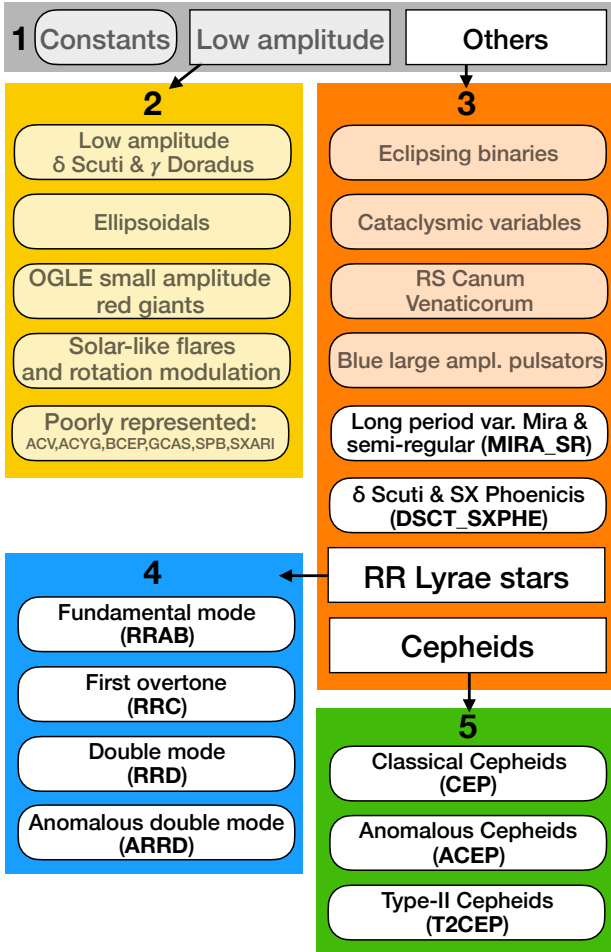 1 Constants Low amplitude Others
2
Low amplitude
δ Scuti & γ Doradus
Ellipsoidals
OGLE small amplitude
red giants
Solar-like flares
and rotation modulation
Poorly represented:
ACV,ACYG,BCEP,GCAS,SPB,SXARI
3
Eclipsing binaries
Cataclysmic variables
RS Canum
Venaticorum
Blue large ampl. pulsators
Long period var. Mira &
semi-regular (MIRA_SR)
δ Scuti & SX Phoenicis
(DSCT_SXPHE)
RR Lyrae stars
Cepheids
4
Fundamental mode
(RRAB)
First overtone
(RRC)
Double mode
(RRD)
Anomalous double mode
(ARRD)
5
Classical Cepheids
(CEP)
Anomalous Cepheids
(ACEP)
Type-II Cepheids
(T2CEP)